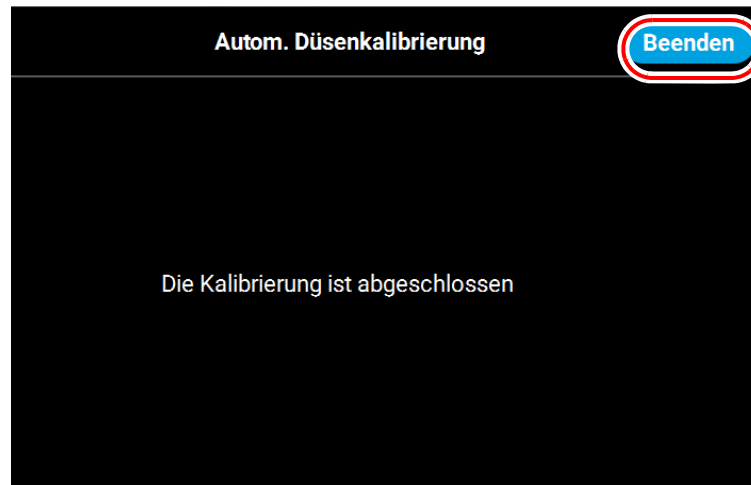 Autom. Düsenkalibrierung
Beenden
Die Kalibrierung ist abgeschlossen